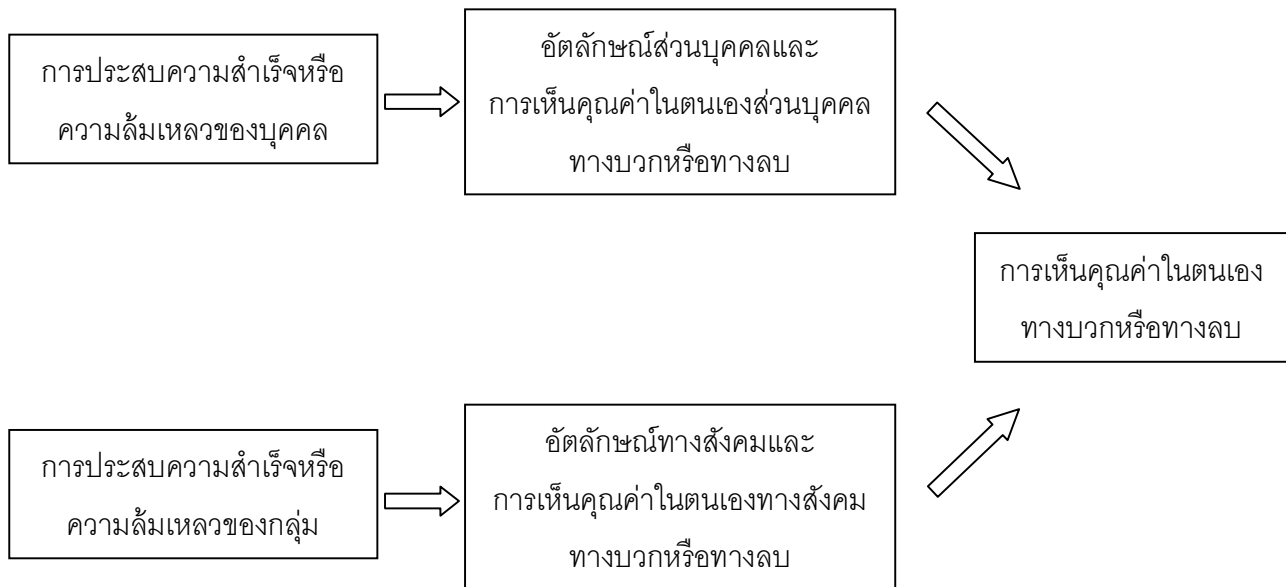 การประสบความสำเร็จหรือ
ความล้มเหลวของบุคคล
อัตลักษณ์ส่วนบุคคลและ
การเห็นคุณค่าในตนเองส่วนบุคคล
ทางบวกหรือทางลบ
การเห็นคุณค่าในตนเอง
ทางบวกหรือทางลบ
การประสบความสำเร็จหรือ
ความล้มเหลวของกลุ่ม
อัตลักษณ์ทางสังคมและ
การเห็นคุณค่าในตนเองทางสังคม
ทางบวกหรือทางลบ